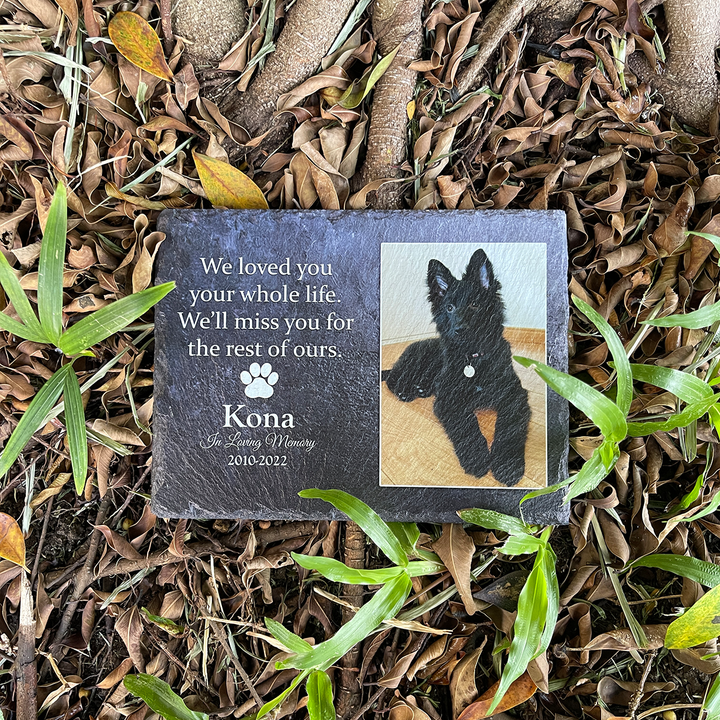 We loved you
your whole life.
We'll miss you for
the rest of ours.
Kona
In Loving Memory
2010-2022